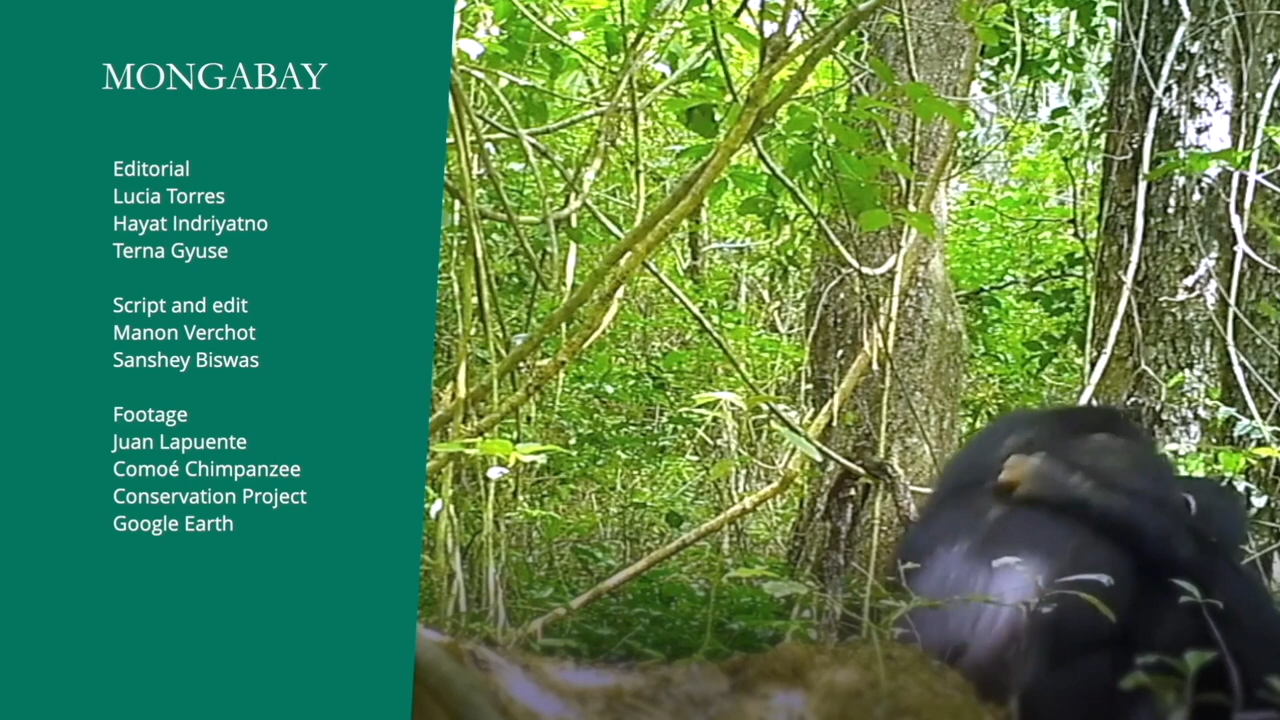 MONGABAY
Editorial
Lucia Torres
Hayat Indriyatno
Terna Gyuse
Script and edit
Manon Verchot
Sanshey Biswas
Footage
Juan Lapuente
Comoé Chimpanzee
Conservation Project
Google Earth